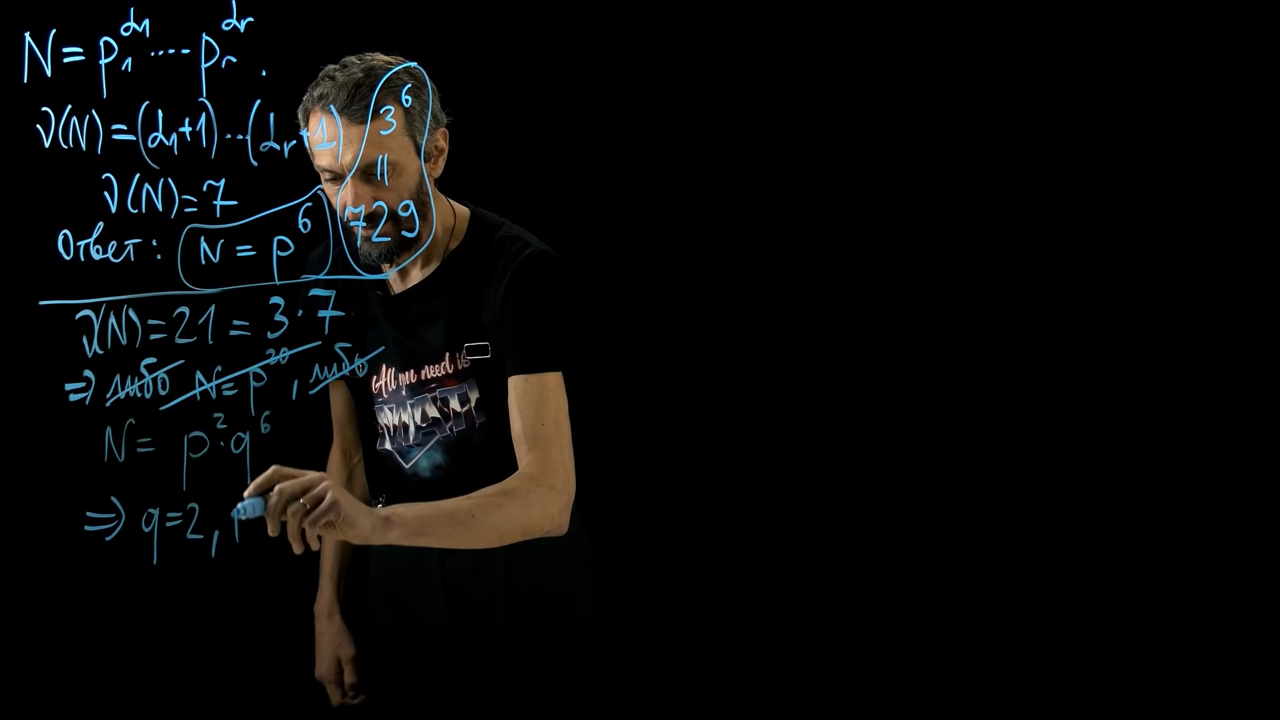 N = p₁^α₁ ···· pᵣ^αᵣ .
ν(N) = (α₁+1)···(αᵣ+1)
ν(N) = 7
Ответ: N = p⁶
3⁶
||
729
ν(N) = 21 = 3·7
⇒ либо N = p²⁰, либо
N = p²·q⁶
⇒ q=2, p
All you need is
MATH